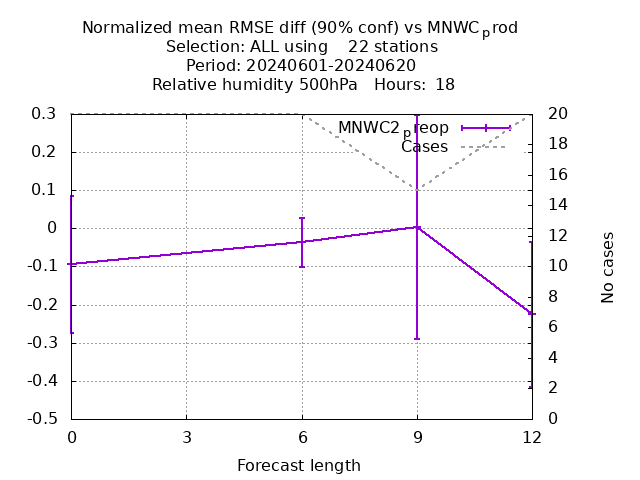 Normalized mean RMSE diff (90% conf) vs MNWCprod
Selection: ALL using    22 stations
Period: 20240601-20240620
Relative humidity 500hPa   Hours: 18
MNWC2preop
Cases
0.3
0.2
0.1
0
-0.1
-0.2
-0.3
-0.4
-0.5
20
18
16
14
12
10
8
6
4
2
0
No cases
0 3 6 9 12
Forecast length